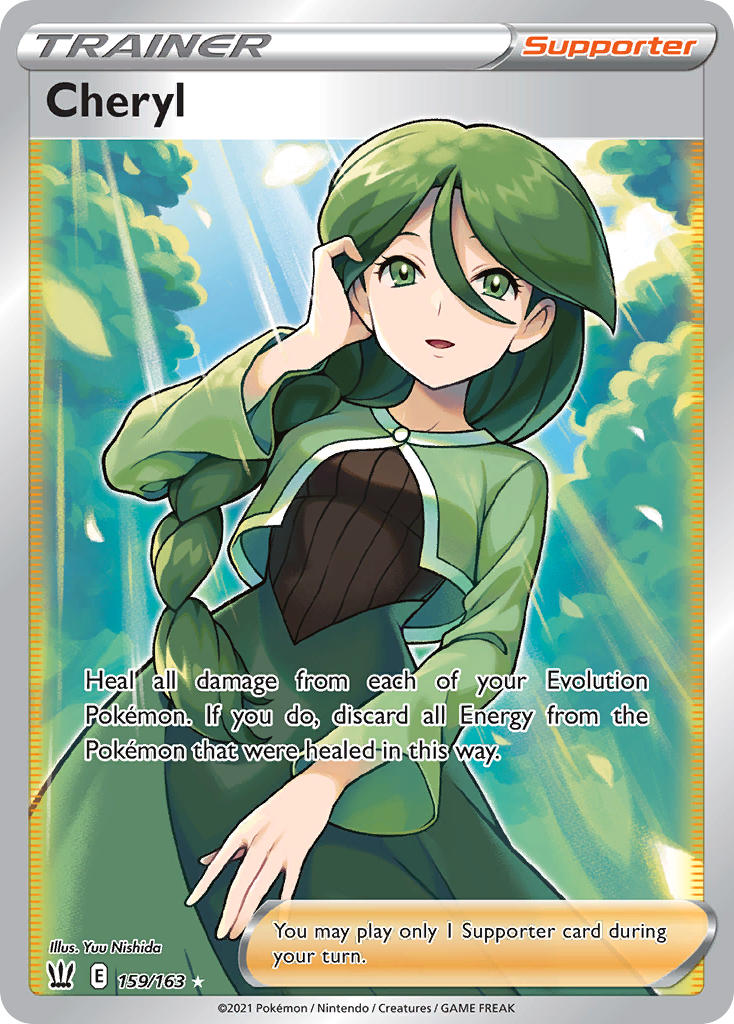 TRAINER Supporter
Cheryl
Heal all damage from each of your Evolution
Pokémon. If you do, discard all Energy from the
Pokémon that were healed in this way.
You may play only 1 Supporter card during
your turn.
Illus. Yuu Nishida
E 159/163 ★
©2021 Pokémon / Nintendo / Creatures / GAME FREAK